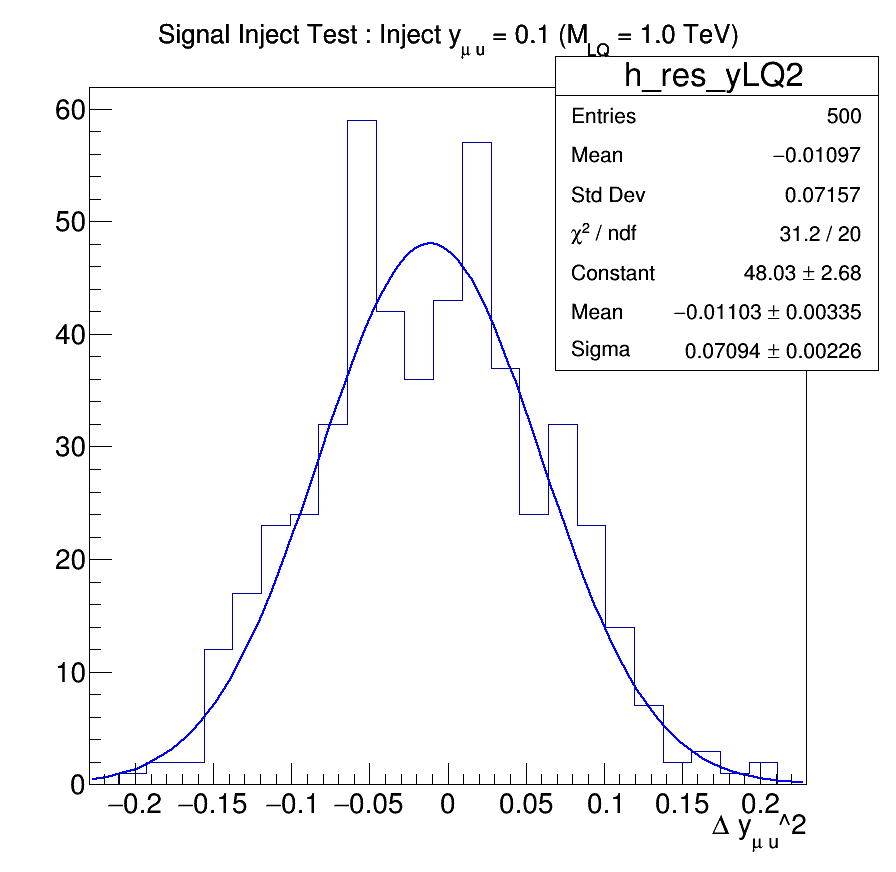 Signal Inject Test : Inject y_μ u = 0.1 (M_LQ = 1.0 TeV)
h_res_yLQ2
Entries 500
Mean −0.01097
Std Dev 0.07157
χ² / ndf 31.2 / 20
Constant 48.03 ± 2.68
Mean −0.01103 ± 0.00335
Sigma 0.07094 ± 0.00226
60
50
40
30
20
10
0
−0.2 −0.15 −0.1 −0.05 0 0.05 0.1 0.15 0.2
Δ y_μ u^2